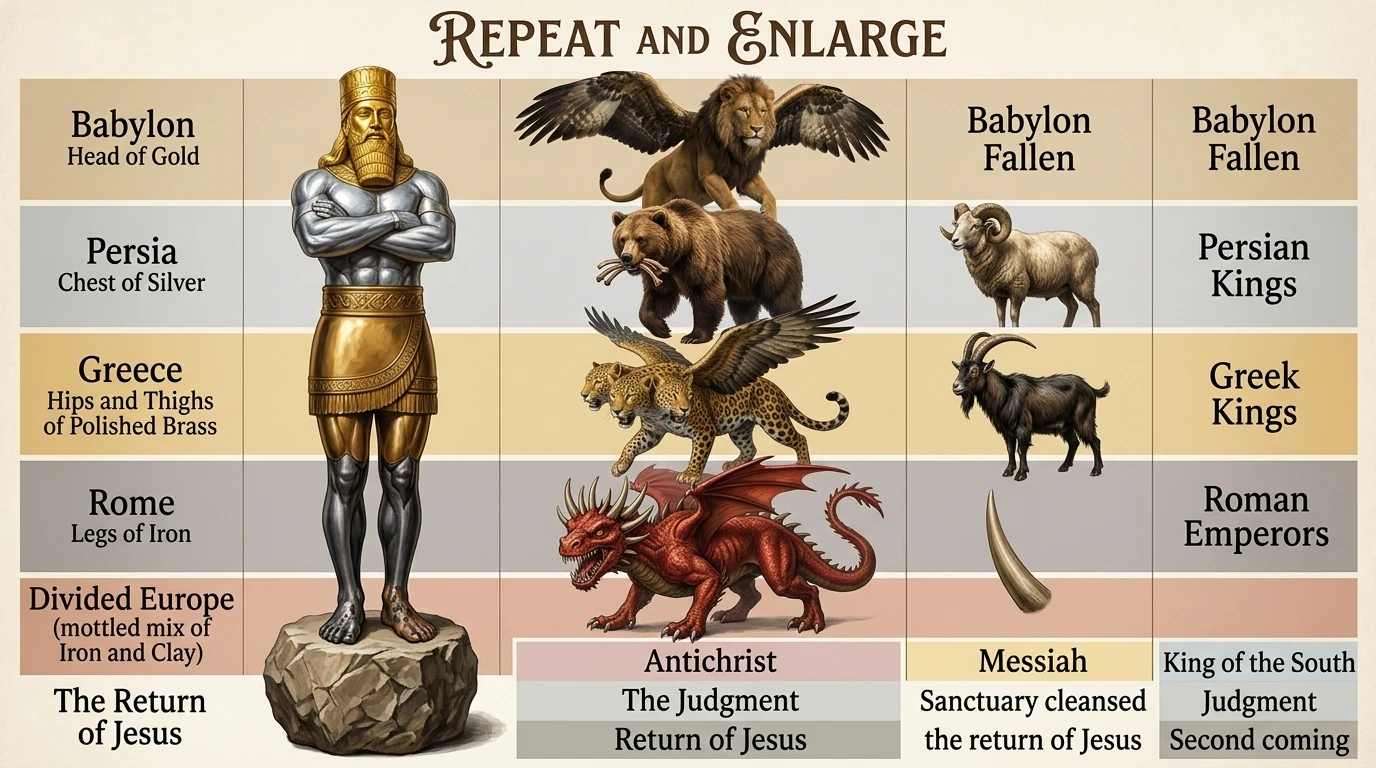 REPEAT AND ENLARGE
Babylon
Head of Gold
Babylon
Fallen
Babylon
Fallen
Persia
Chest of Silver
Persian
Kings
Greece
Hips and Thighs
of Polished Brass
Greek
Kings
Rome
Legs of Iron
Roman
Emperors
Divided Europe
(mottled mix of
Iron and Clay)
The Return
of Jesus
Antichrist
The Judgment
Return of Jesus
Messiah
Sanctuary cleansed
the return of Jesus
King of the South
Judgment
Second coming